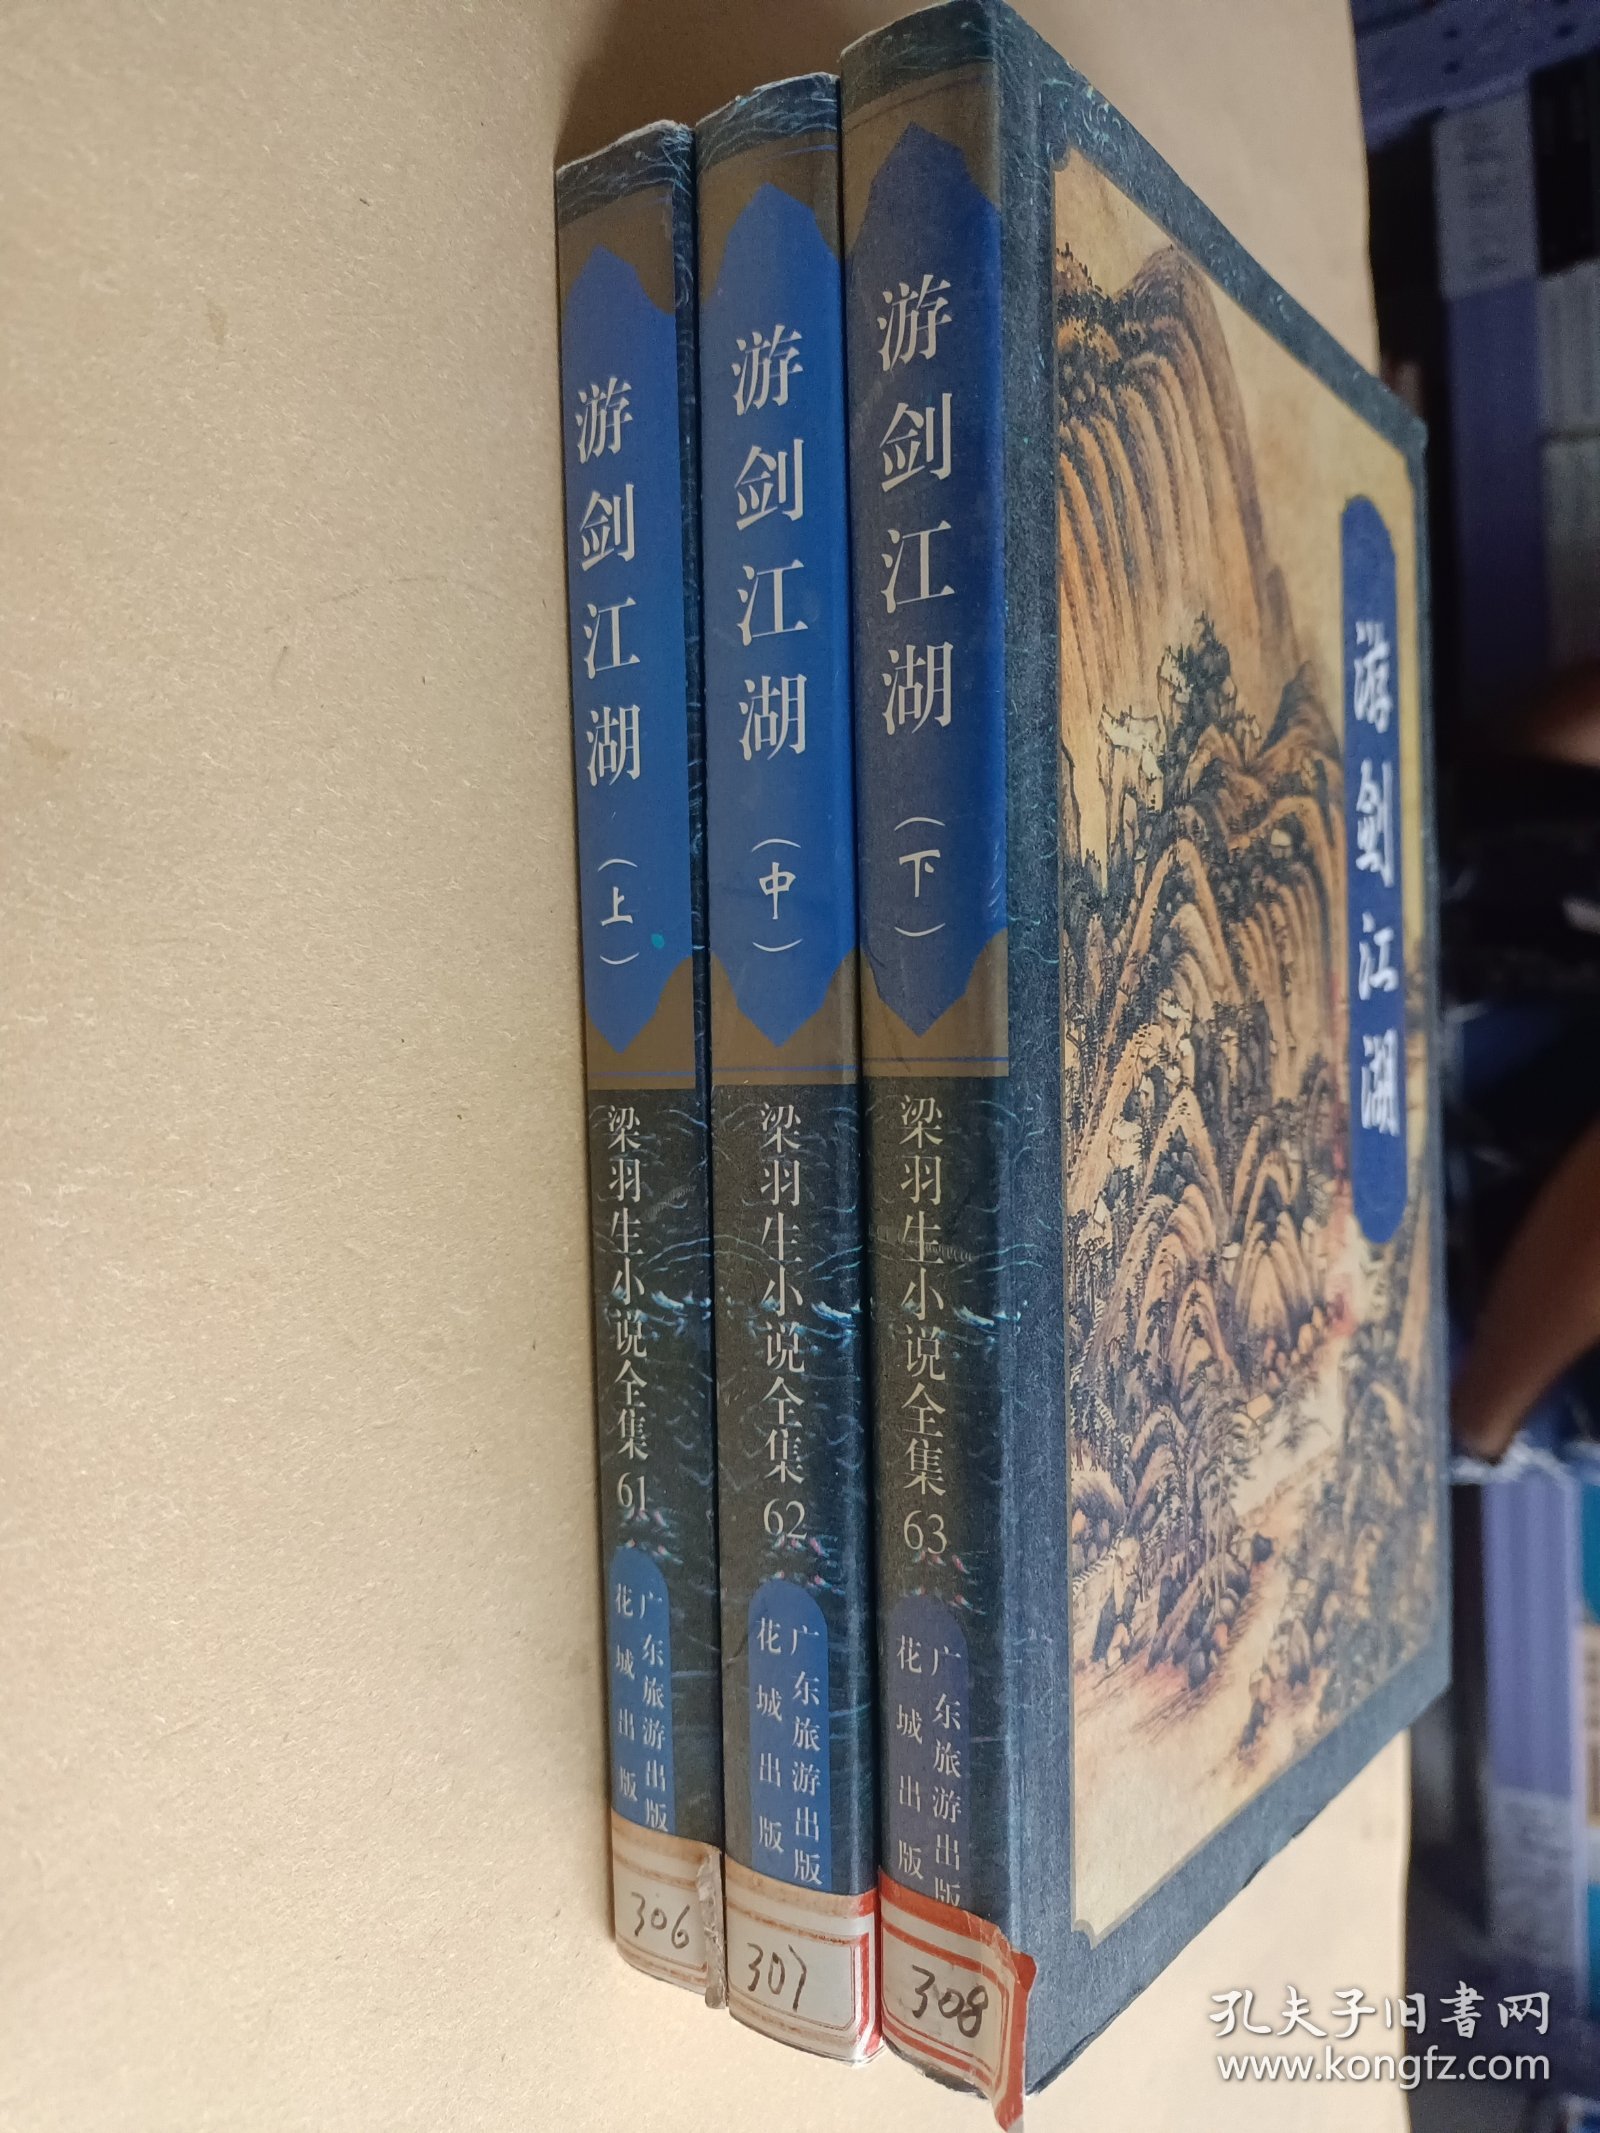 游剑江湖（上）
梁羽生小说全集61
广东旅游出版
花城出版
306
游剑江湖（中）
梁羽生小说全集62
广东旅游出版
花城出版
307
游剑江湖（下）
梁羽生小说全集63
广东旅游出版
花城出版
308
游剑江湖
孔夫子旧书网
www.kongfz.com